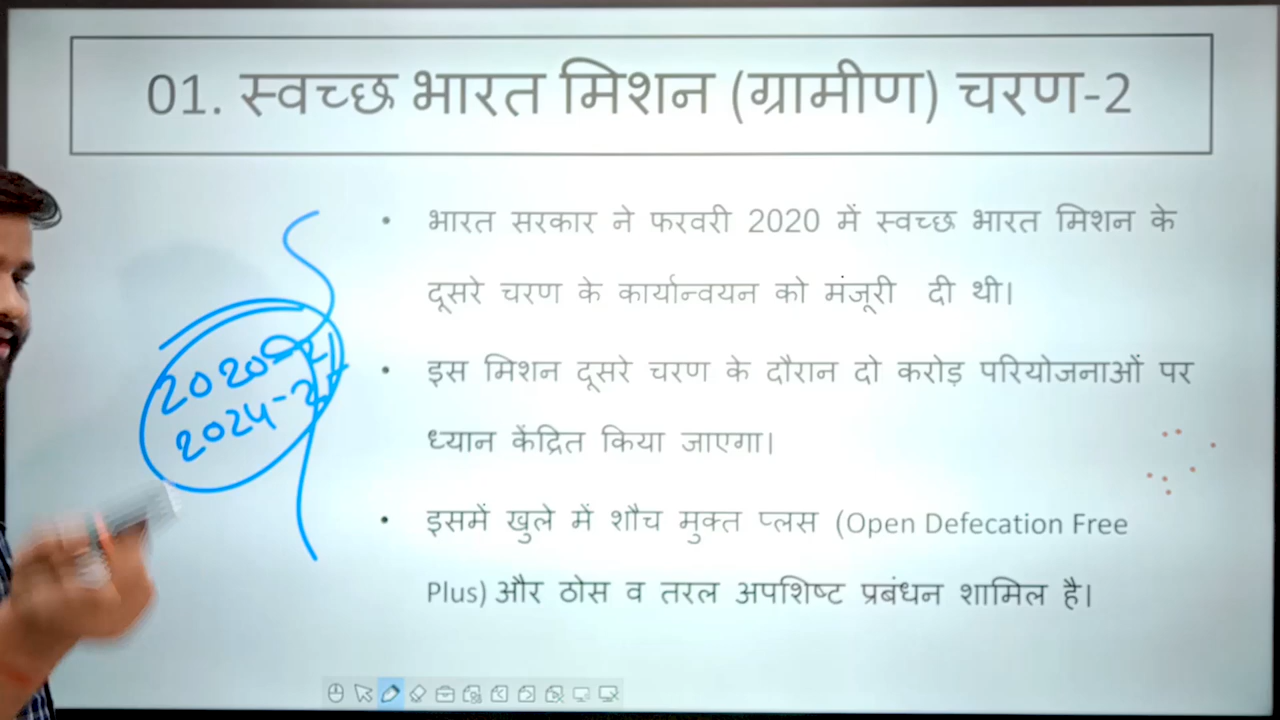 01. स्वच्छ भारत मिशन (ग्रामीण) चरण-2
• भारत सरकार ने फरवरी 2020 में स्वच्छ भारत मिशन के
दूसरे चरण के कार्यान्वयन को मंजूरी दी थी।
• इस मिशन दूसरे चरण के दौरान दो करोड़ परियोजनाओं पर
ध्यान केंद्रित किया जाएगा।
• इसमें खुले में शौच मुक्त प्लस (Open Defecation Free
Plus) और ठोस व तरल अपशिष्ट प्रबंधन शामिल है।
2020-21
2024-25